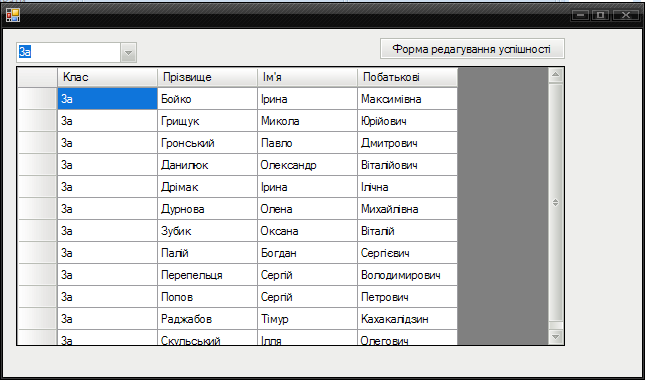 3а
Форма редагування успішності
Клас Прізвище Ім'я Побатькові
3а Бойко Ірина Максимівна
3а Грищук Микола Юрійович
3а Гронський Павло Дмитрович
3а Данилюк Олександр Віталійович
3а Дрімак Ірина Ілічна
3а Дурнова Олена Михайлівна
3а Зубик Оксана Віталій
3а Палій Богдан Сергієвич
3а Перепельця Сергій Володимирович
3а Попов Сергій Петрович
3а Раджабов Тімур Кахакалідзин
3а Скульський Ілля Олегович